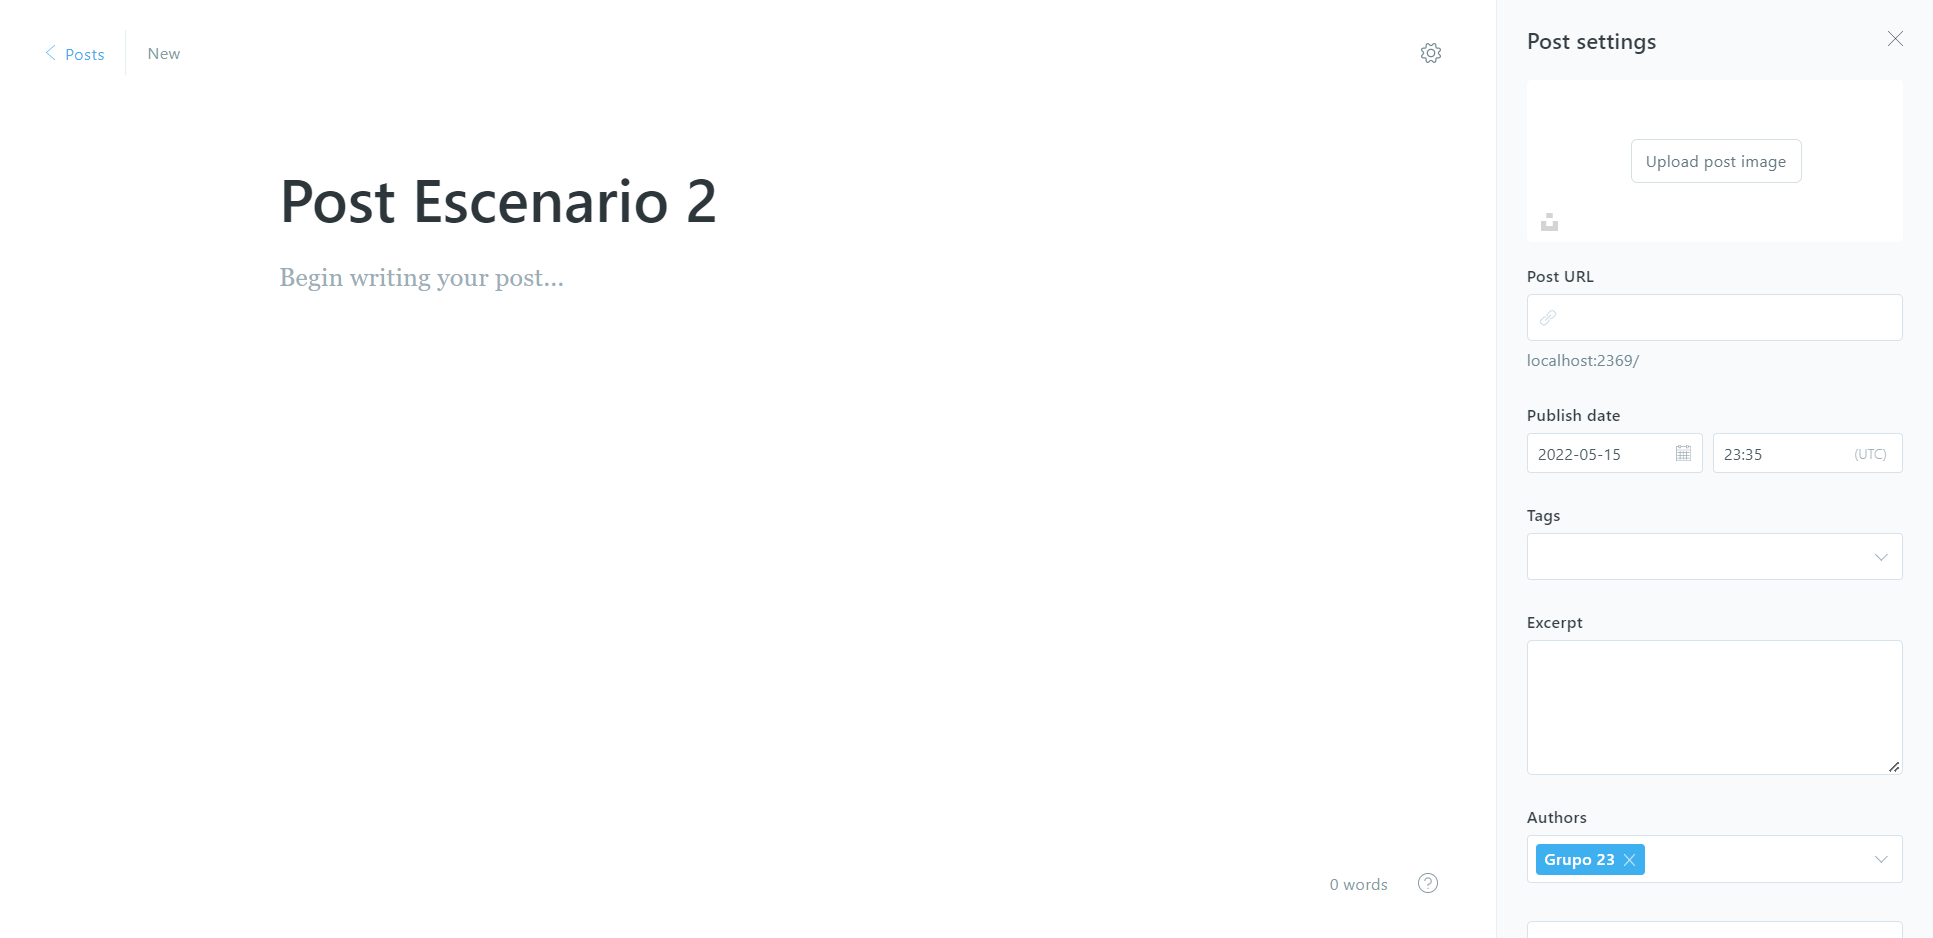 Posts
New
Post Escenario 2
Begin writing your post...
0 words
Post settings
Upload post image
Post URL
localhost:2369/
Publish date
2022-05-15
23:35 (UTC)
Tags
Excerpt
Authors
Grupo 23